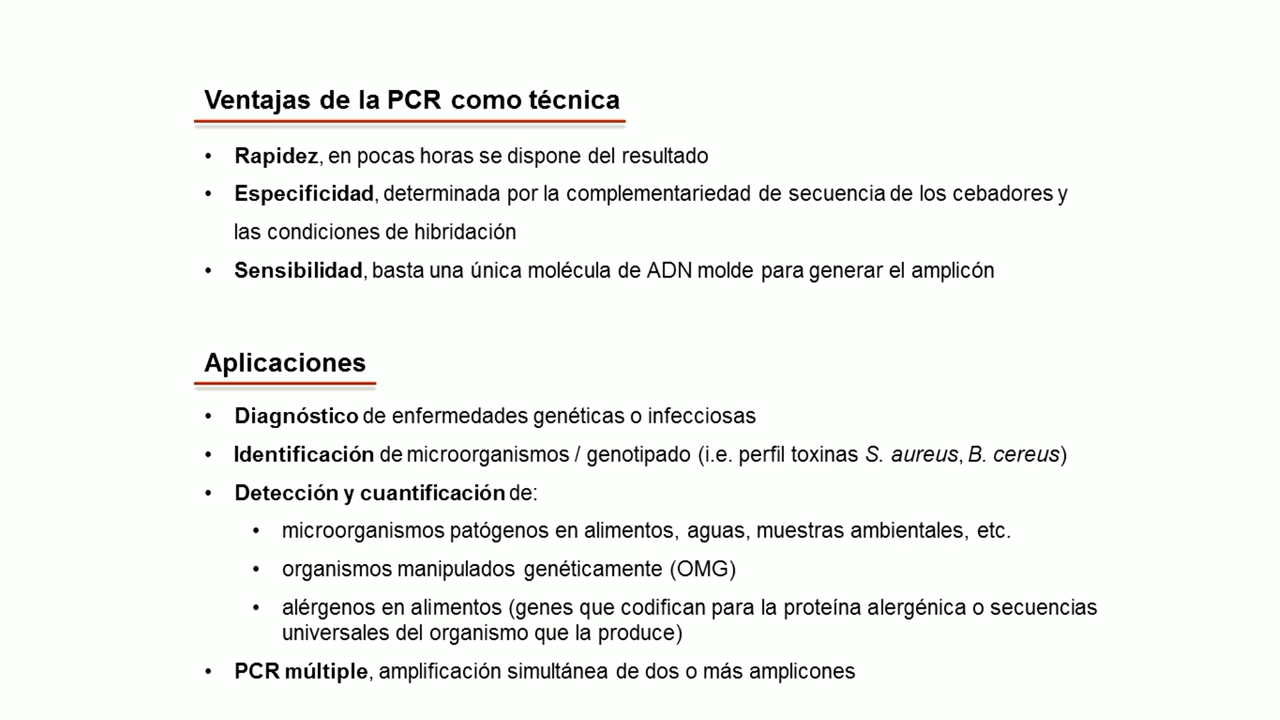 Ventajas de la PCR como técnica
• Rapidez, en pocas horas se dispone del resultado
• Especificidad, determinada por la complementariedad de secuencia de los cebadores y
las condiciones de hibridación
• Sensibilidad, basta una única molécula de ADN molde para generar el amplicón
Aplicaciones
• Diagnóstico de enfermedades genéticas o infecciosas
• Identificación de microorganismos / genotipado (i.e. perfil toxinas S. aureus, B. cereus)
• Detección y cuantificación de:
• microorganismos patógenos en alimentos, aguas, muestras ambientales, etc.
• organismos manipulados genéticamente (OMG)
• alérgenos en alimentos (genes que codifican para la proteína alergénica o secuencias
universales del organismo que la produce)
• PCR múltiple, amplificación simultánea de dos o más amplicones